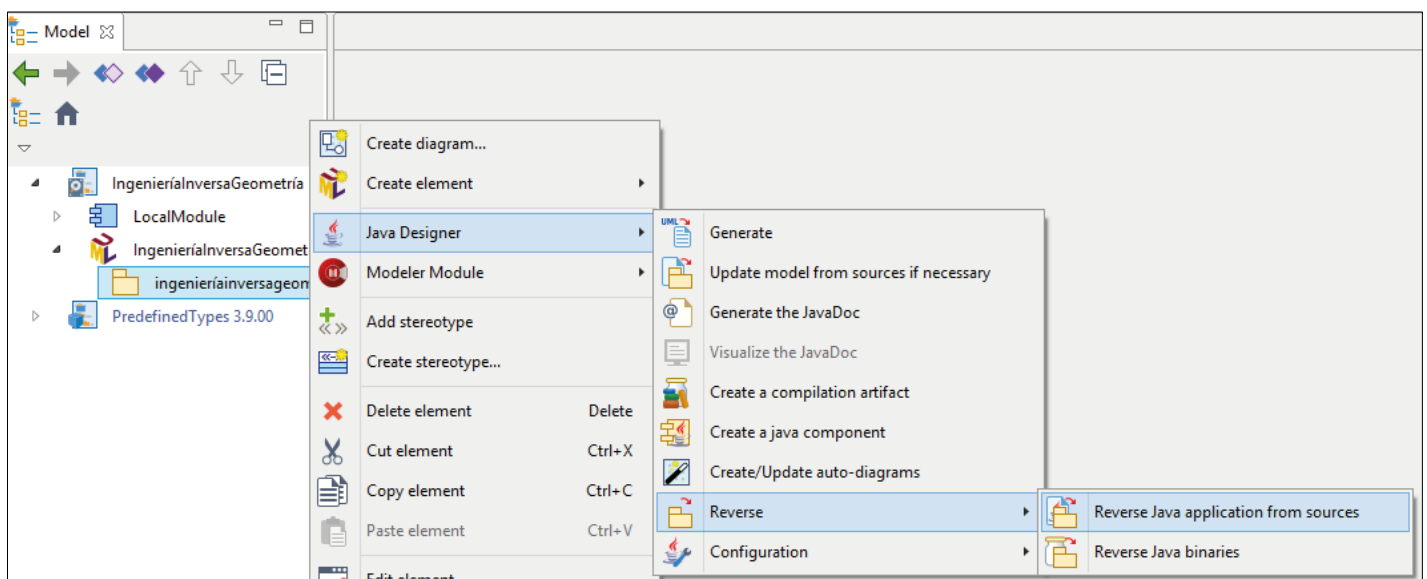 Model
IngenieríaInversaGeometría
LocalModule
IngenieríaInversaGeomet
ingenieríainversageom
PredefinedTypes 3.9.00
Create diagram...
Create element
Java Designer
Modeler Module
Add stereotype
Create stereotype...
Delete element Delete
Cut element Ctrl+X
Copy element Ctrl+C
Paste element Ctrl+V
Edit element
UML
Generate
Update model from sources if necessary
Generate the JavaDoc
Visualize the JavaDoc
Create a compilation artifact
Create a java component
Create/Update auto-diagrams
Reverse
Configuration
Reverse Java application from sources
Reverse Java binaries